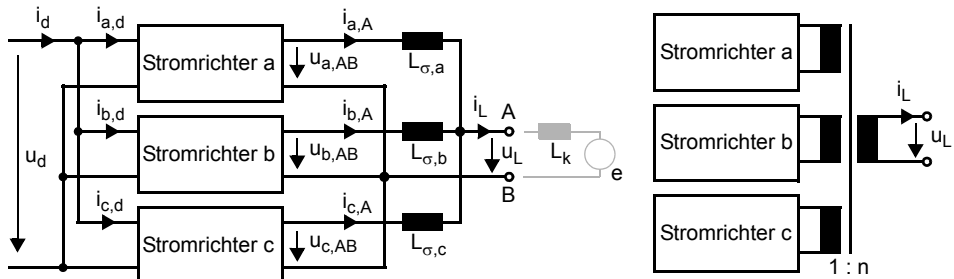 i_d
i_a,d
i_a,A
Stromrichter a
u_a,AB
L_σ,a
i_b,d
i_b,A
i_L
A
Stromrichter b
u_b,AB
L_σ,b
u_L
L_k
u_d
e
B
i_c,d
i_c,A
Stromrichter c
u_c,AB
L_σ,c
Stromrichter a
Stromrichter b
i_L
u_L
Stromrichter c
1 : n